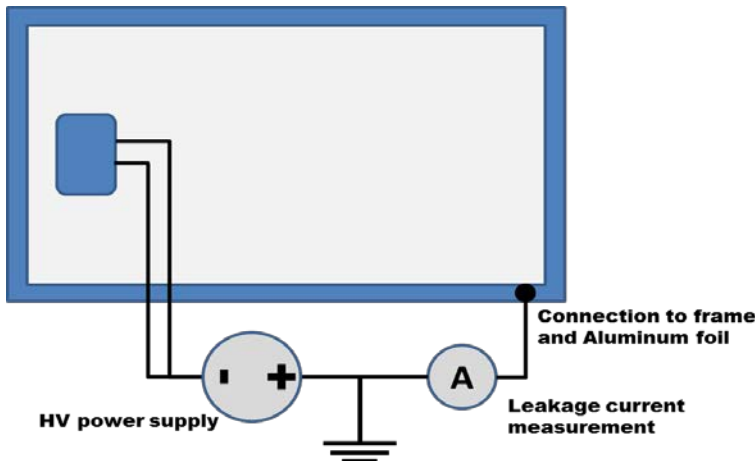 Connection to frame
and Aluminum foil
- +
A
HV power supply
Leakage current
measurement